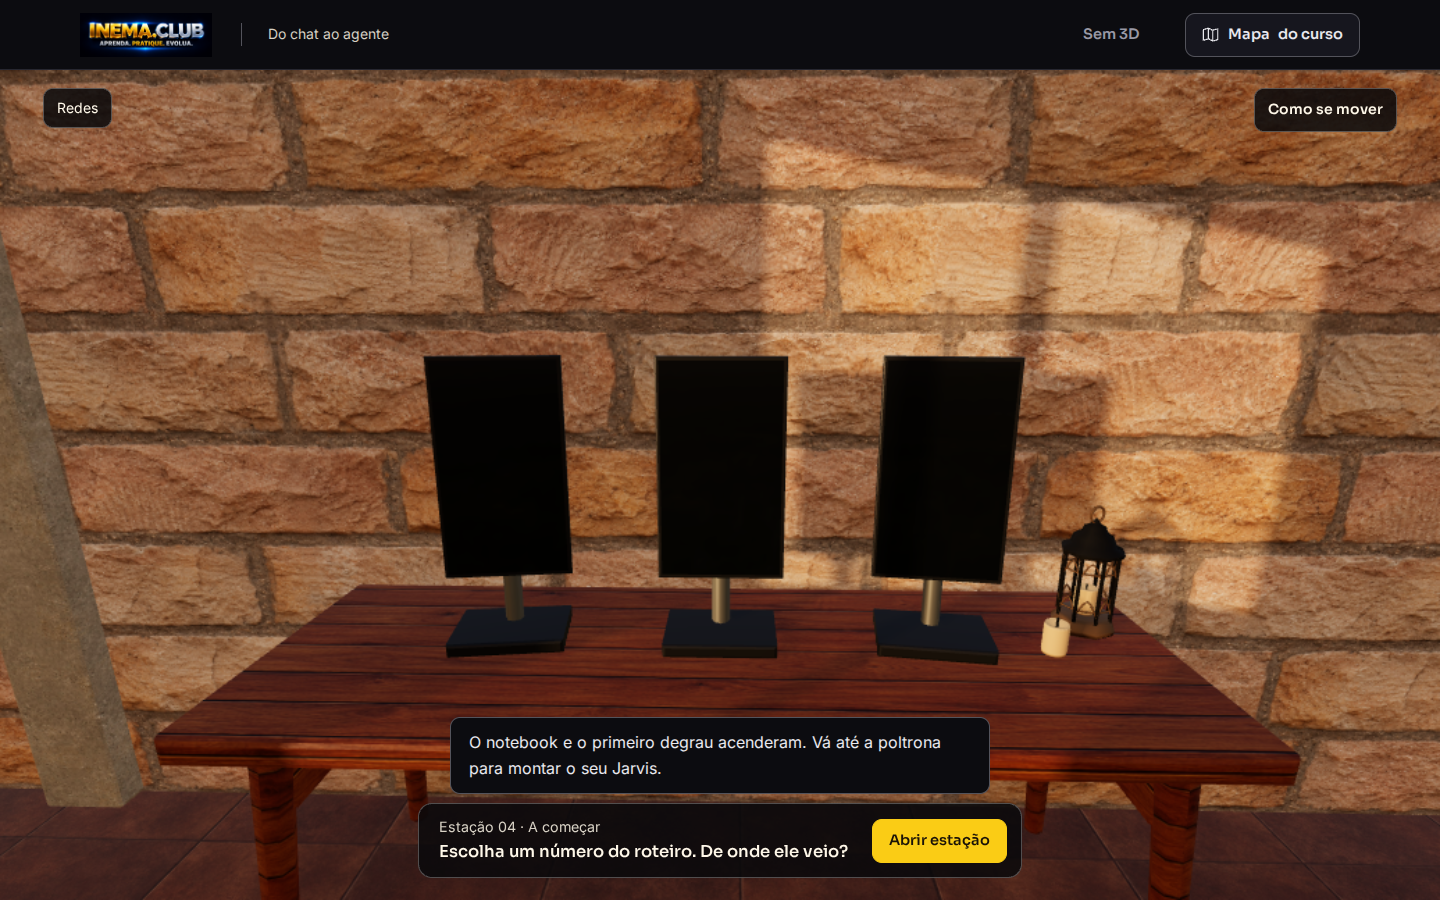 INEMA.CLUB
APRENDA. PRATIQUE. EVOLUA.
Do chat ao agente
Sem 3D
Mapa do curso
Redes
Como se mover
O notebook e o primeiro degrau acenderam. Vá até a poltrona
para montar o seu Jarvis.
Estação 04 · A começar
Escolha um número do roteiro. De onde ele veio?
Abrir estação